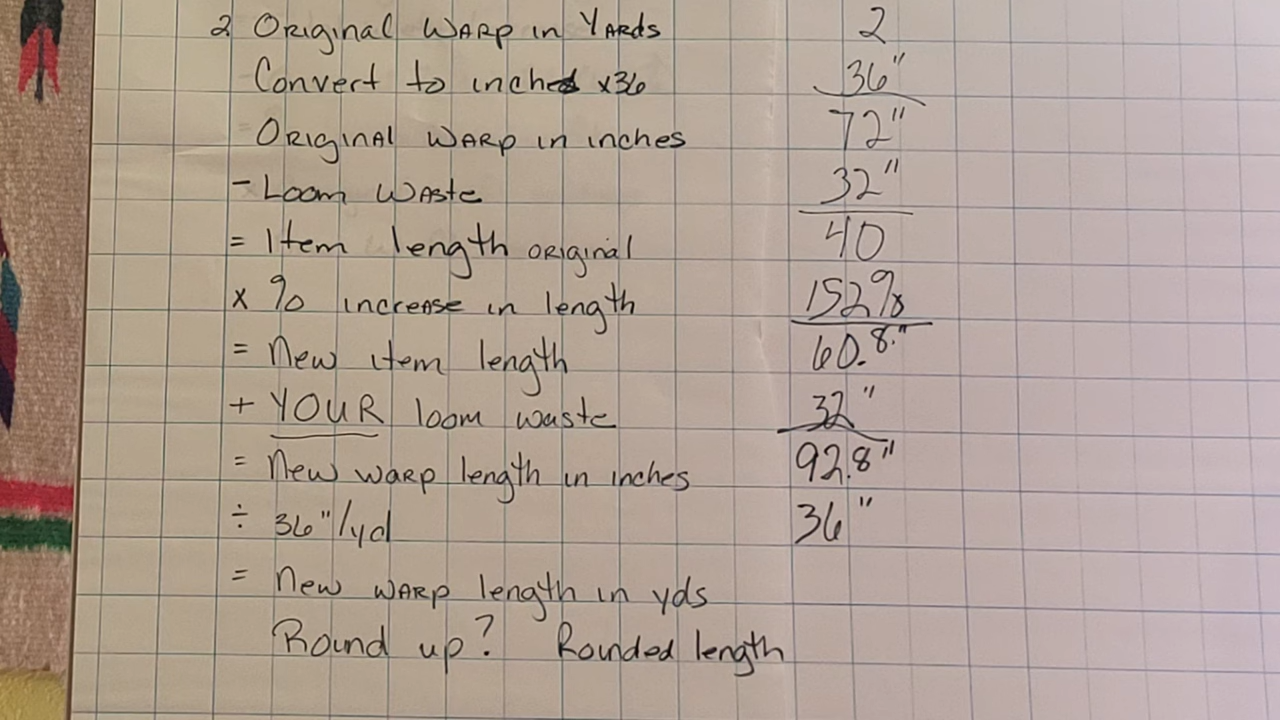 2 Original Warp in Yards 2
Convert to inches x36 36"
Original Warp in inches 72"
- Loom Waste 32"
= Item length original 40
x % increase in length 152%
= New item length 60.8."
+ YOUR loom waste 32"
= New warp length in inches 92.8"
÷ 36"/yd 36"
= New warp length in yds
Round up? Rounded length